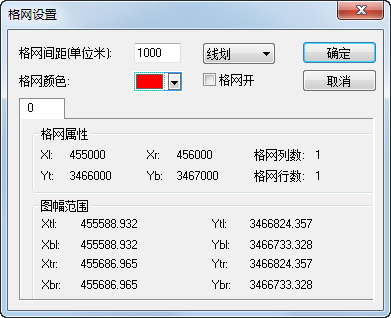 格网设置
格网间距(单位米): 1000 线划 确定
格网颜色: 格网开 取消
0
格网属性
Xl: 455000 Xr: 456000 格网列数: 1
Yt: 3466000 Yb: 3467000 格网行数: 1
图幅范围
Xtl: 455588.932 Ytl: 3466824.357
Xbl: 455588.932 Ybl: 3466733.328
Xtr: 455686.965 Ytr: 3466824.357
Xbr: 455686.965 Ybr: 3466733.328